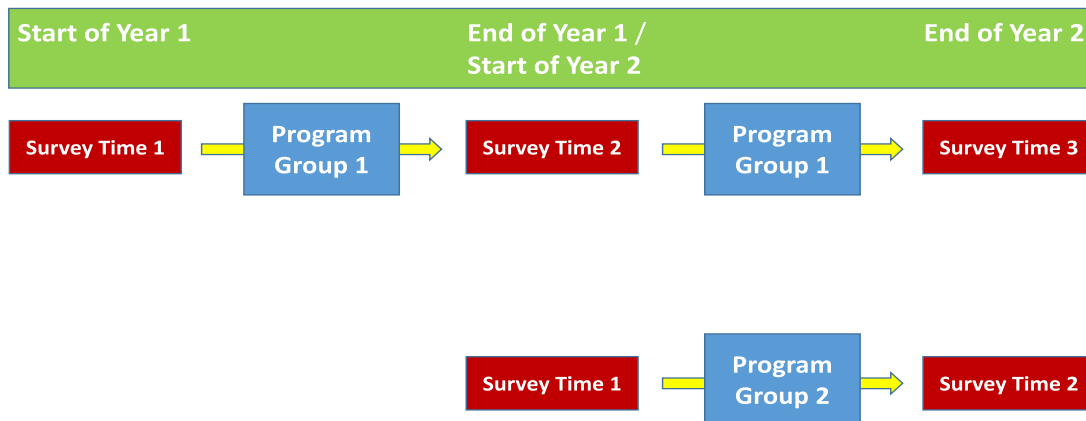 Start of Year 1
End of Year 1 /
Start of Year 2
End of Year 2
Survey Time 1
Program
Group 1
Survey Time 2
Program
Group 1
Survey Time 3
Survey Time 1
Program
Group 2
Survey Time 2